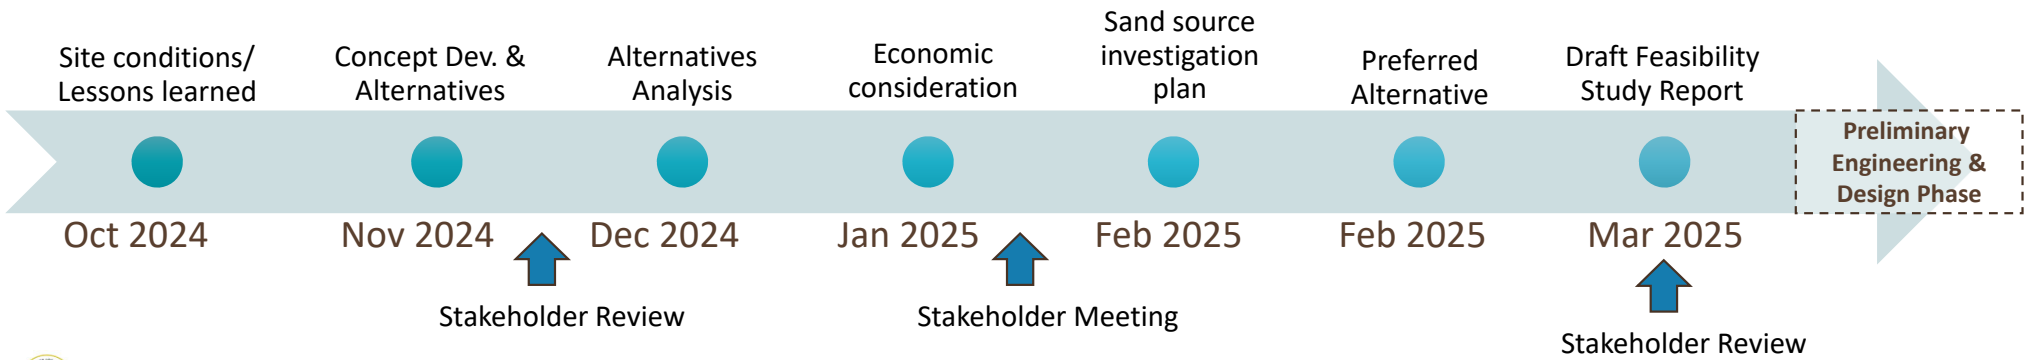 Site conditions/
Lessons learned
Concept Dev. &
Alternatives
Alternatives
Analysis
Economic
consideration
Sand source
investigation
plan
Preferred
Alternative
Draft Feasibility
Study Report
Preliminary
Engineering &
Design Phase
Oct 2024
Nov 2024
Dec 2024
Jan 2025
Feb 2025
Feb 2025
Mar 2025
Stakeholder Review
Stakeholder Meeting
Stakeholder Review